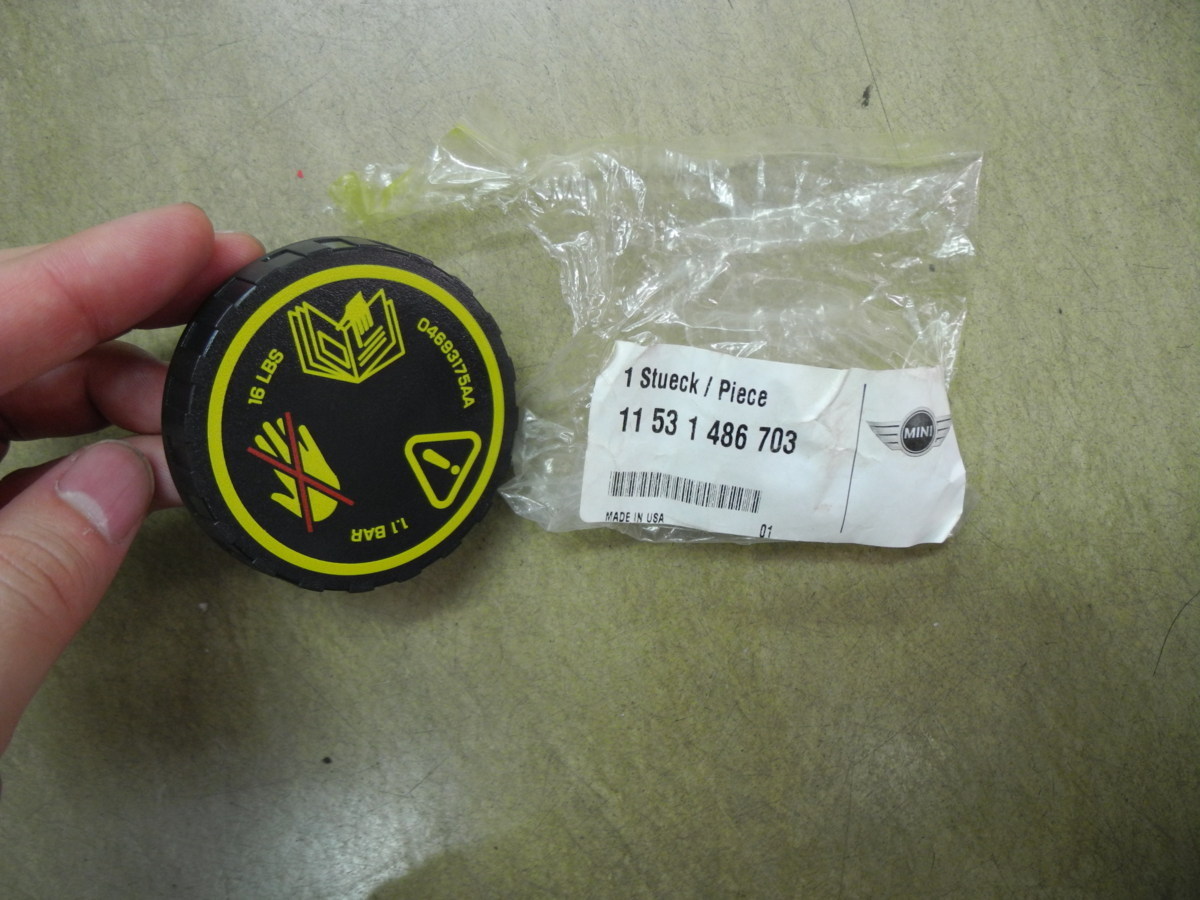 16 LBS
04693175AA
1.1 BAR
1 Stueck / Piece
11 53 1 486 703
MADE IN USA
01
MINI